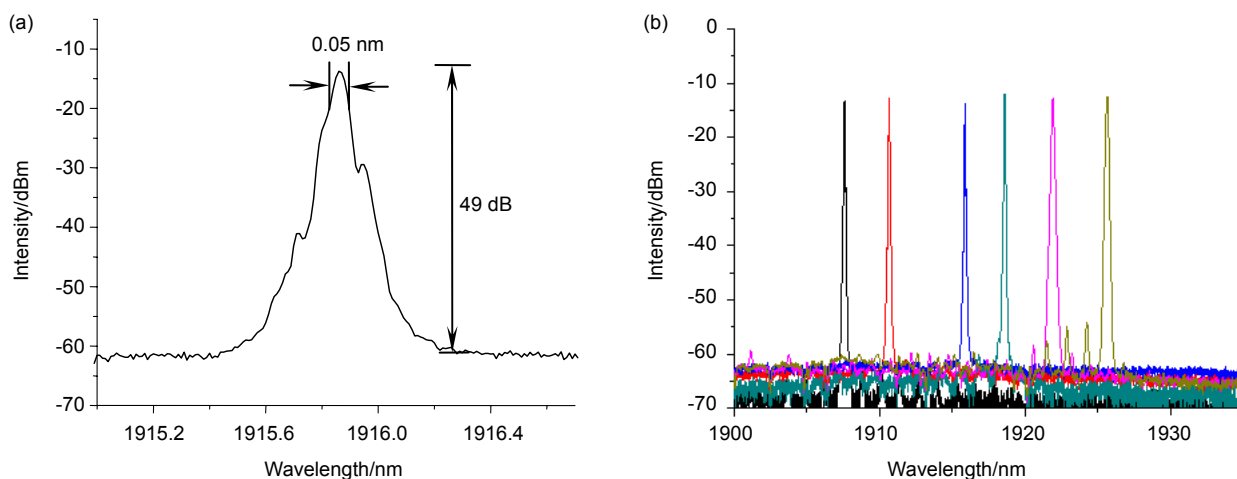 (a)
0.05 nm
49 dB
Intensity/dBm
-10
-20
-30
-40
-50
-60
-70
1915.2
1915.6
1916.0
1916.4
Wavelength/nm
(b)
Intensity/dBm
0
-10
-20
-30
-40
-50
-60
-70
1900
1910
1920
1930
Wavelength/nm